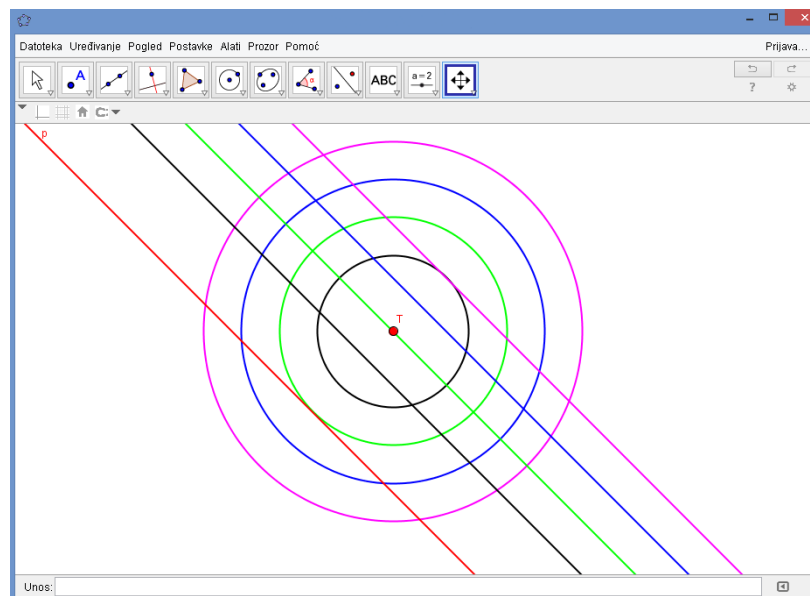 Datoteka Uređivanje Pogled Postavke Alati Prozor Pomoć Prijava...
A α ABC a=2
?
p
T
Unos: